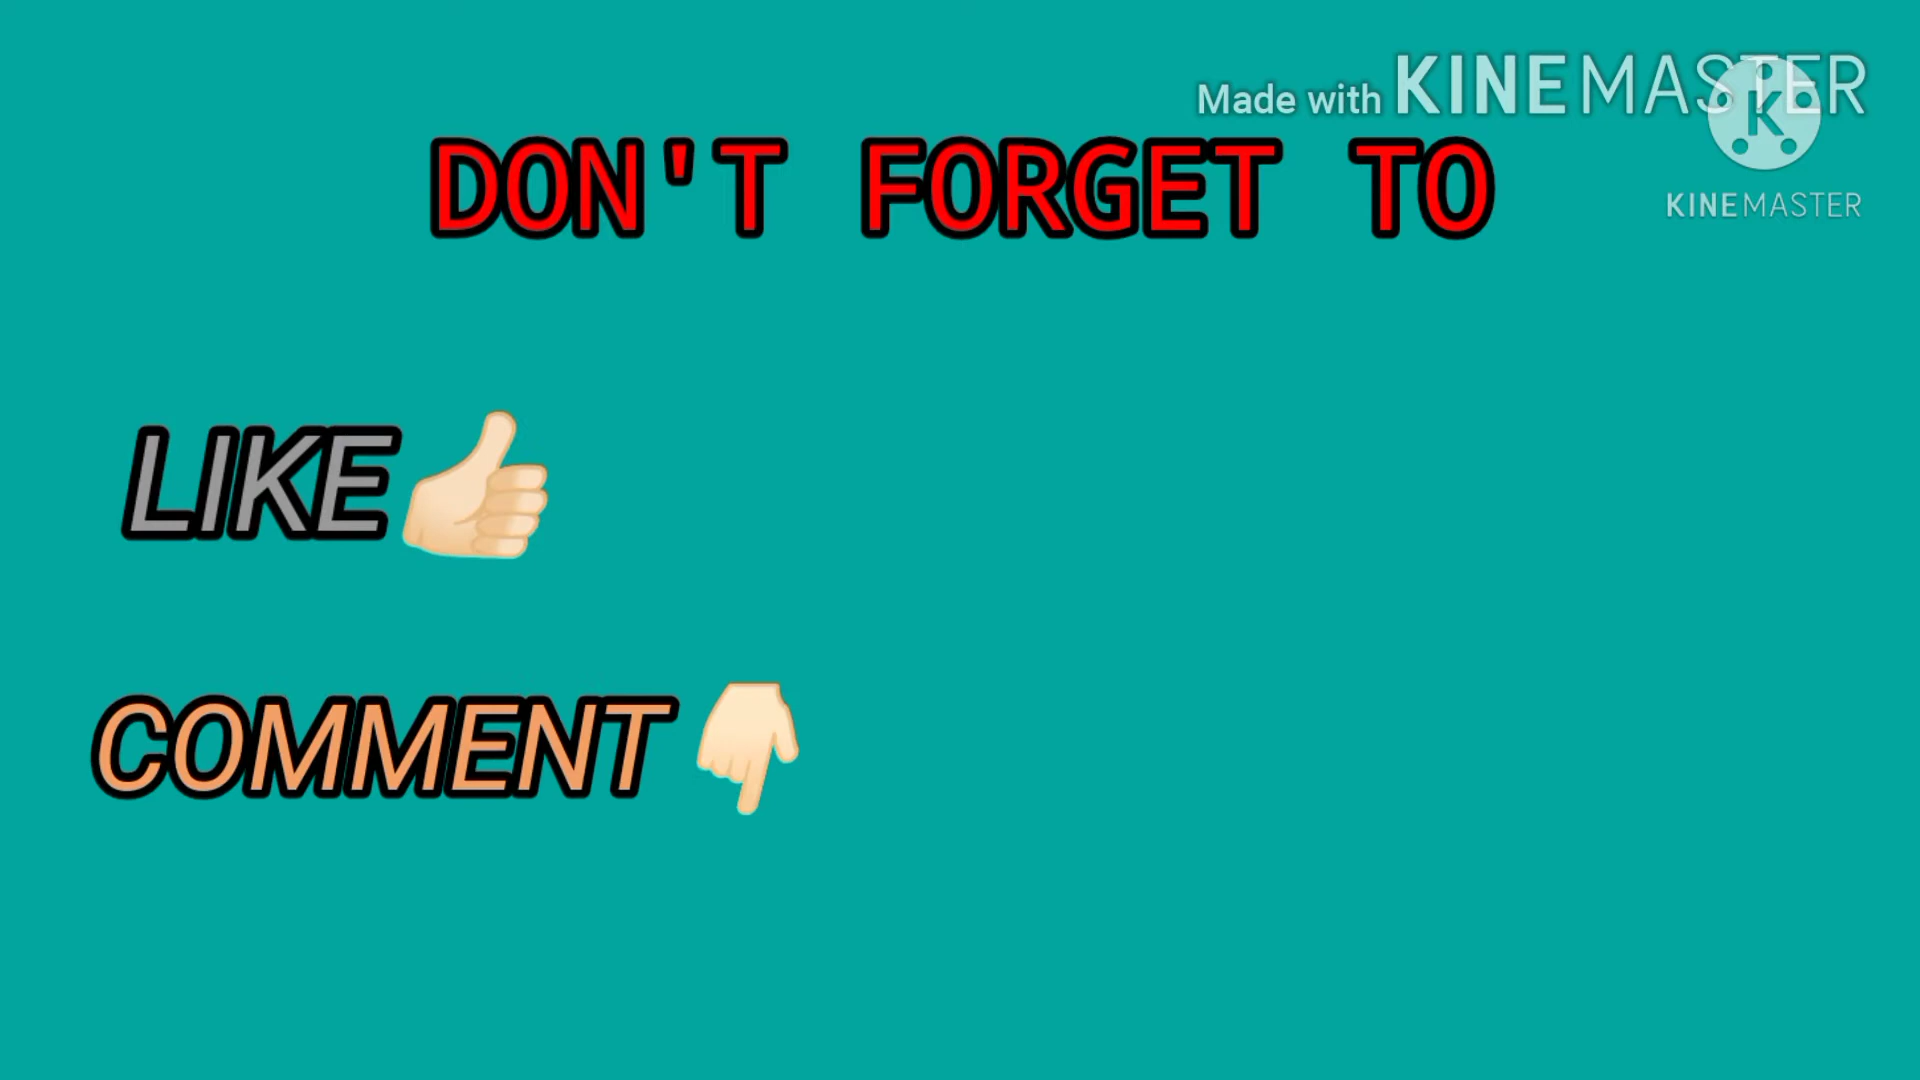 Made with KINEMASTER
K
KINEMASTER
DON'T FORGET TO
LIKE👍🏻
COMMENT👇🏻